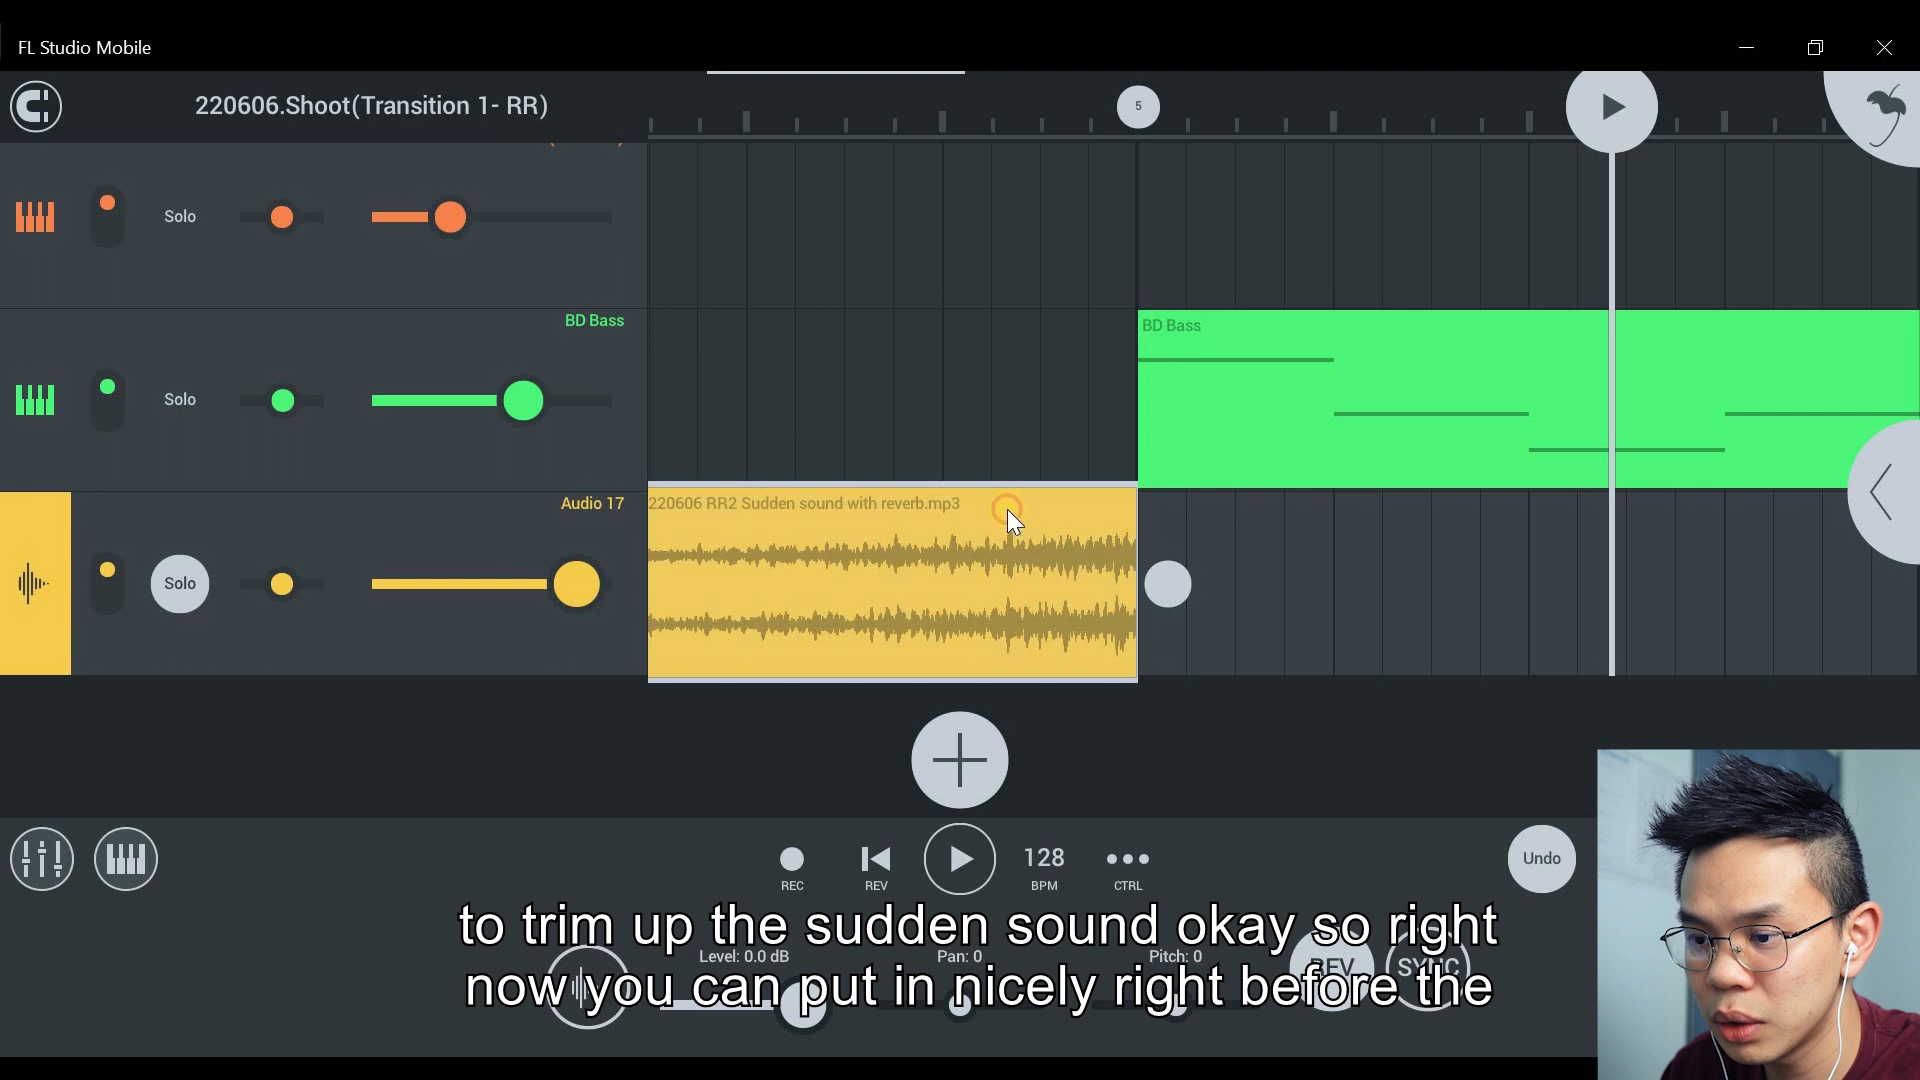 FL Studio Mobile
220606.Shoot(Transition 1- RR)
5
Solo
BD Bass
Solo
BD Bass
Audio 17
Solo
220606 RR2 Sudden sound with reverb.mp3
REC
REV
128
BPM
CTRL
Undo
Level: 0.0 dB
Pan: 0
Pitch: 0
REV
SYNC
to trim up the sudden sound okay so right
now you can put in nicely right before the